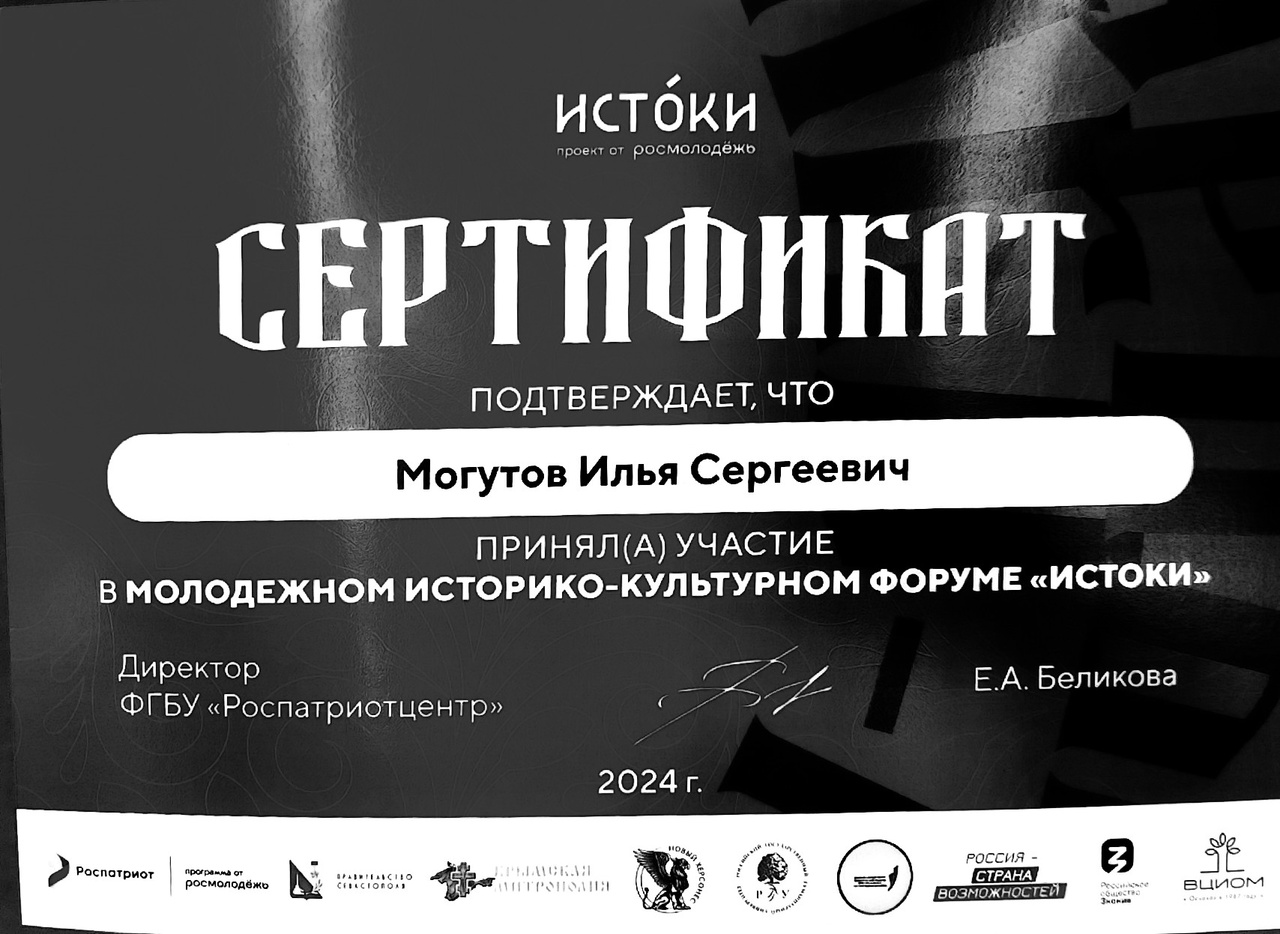 ИСТО́КИ
проект от росмолодёжь
СЕРТИФИКАТ
ПОДТВЕРЖДАЕТ, ЧТО
Могутов Илья Сергеевич
ПРИНЯЛ(А) УЧАСТИЕ
В МОЛОДЕЖНОМ ИСТОРИКО-КУЛЬТУРНОМ ФОРУМЕ «ИСТОКИ»
Директор
ФГБУ «Роспатриотцентр»
Е.А. Беликова
2024 г.
Роспатриот
программа от
росмолодёжь
ПРАВИТЕЛЬСТВО
СЕВАСТОПОЛЯ
КРЫМСКАЯ
МИТРОПОЛИЯ
НОВЫЙ ХЕРСОНЕС
РОССИЯ –
СТРАНА
ВОЗМОЖНОСТЕЙ
Российское
общество
Знание
ВЦИОМ